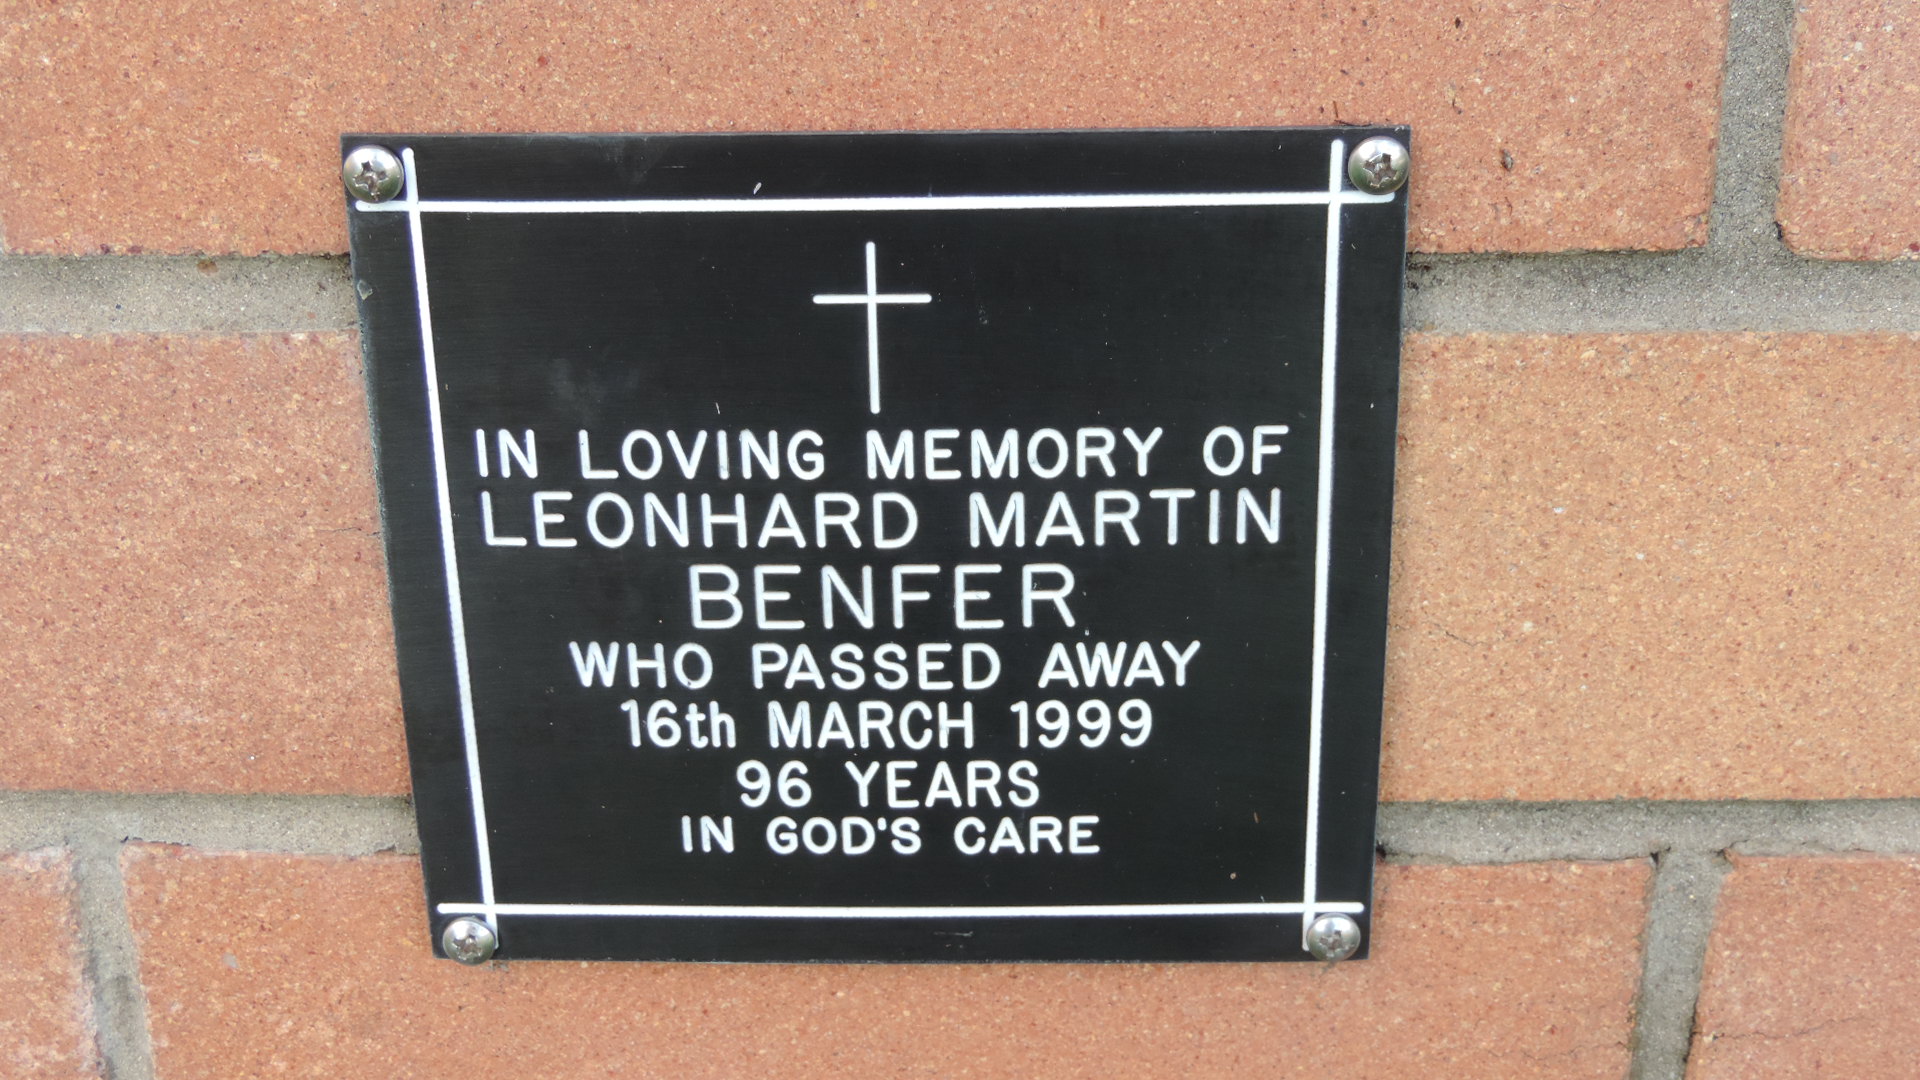 IN LOVING MEMORY OF
LEONHARD MARTIN
BENFER
WHO PASSED AWAY
16th MARCH 1999
96 YEARS
IN GOD'S CARE